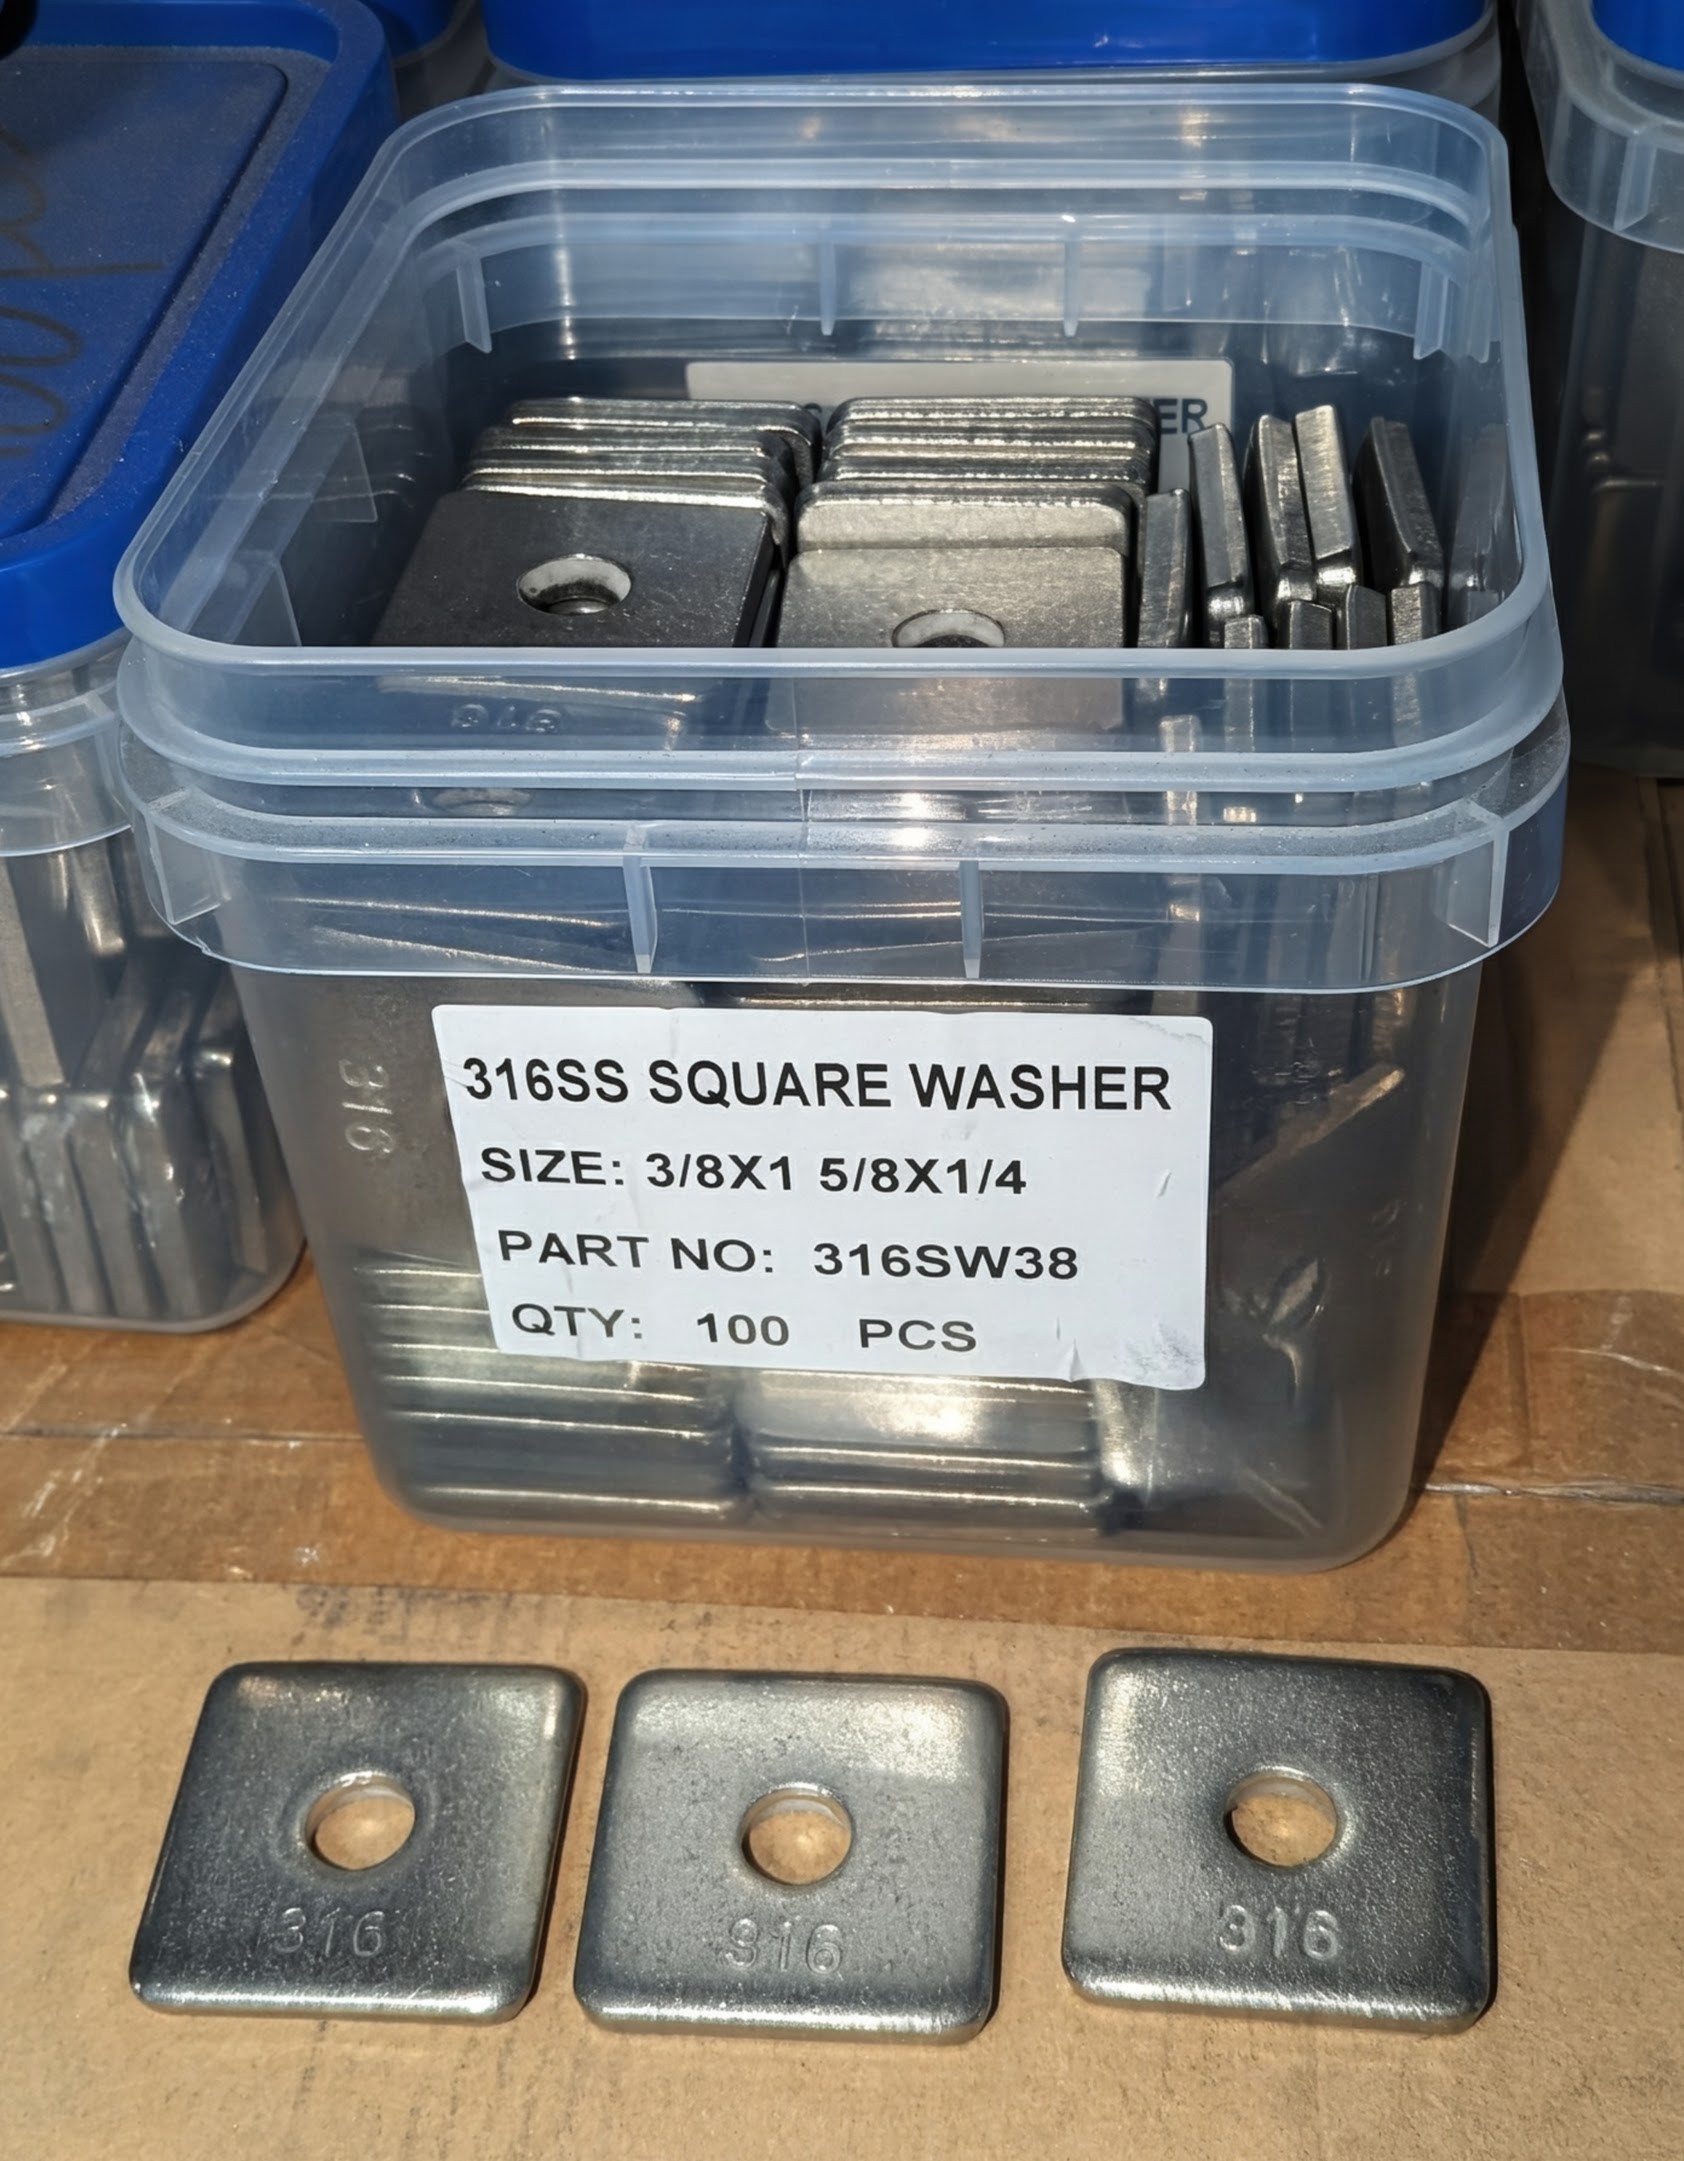 ER
316
316SS SQUARE WASHER
SIZE: 3/8X1 5/8X1/4
PART NO: 316SW38
QTY: 100 PCS
316
316
316